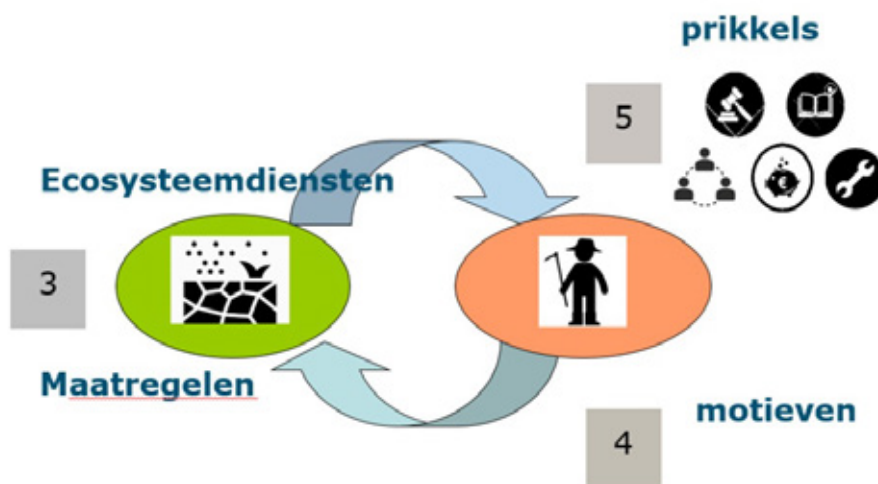 prikkels
5
Ecosysteemdiensten
3
€
Maatregelen
motieven
4